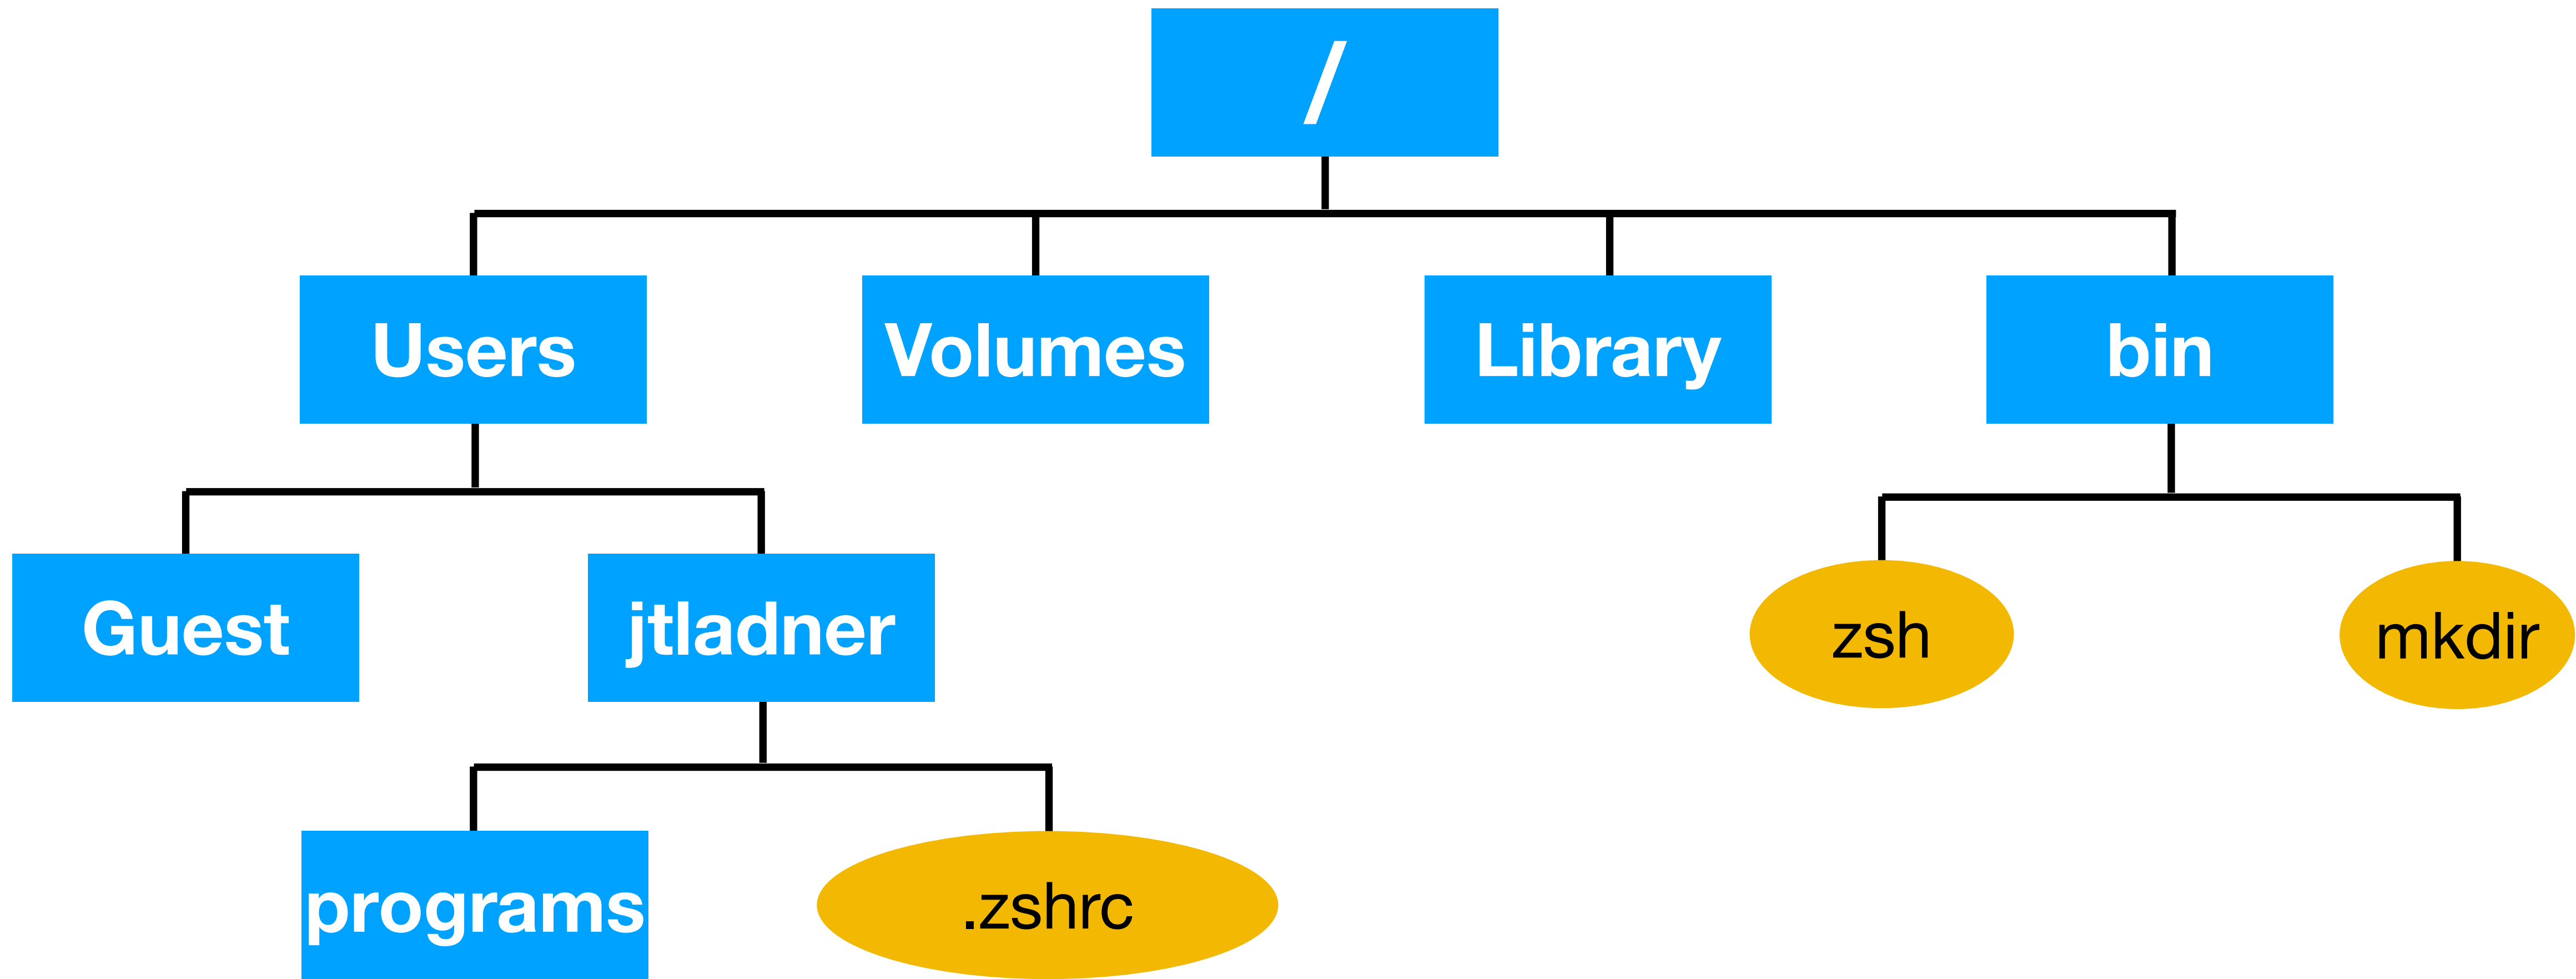 /
Users
Volumes
Library
bin
Guest
jtladner
zsh
mkdir
programs
.zshrc